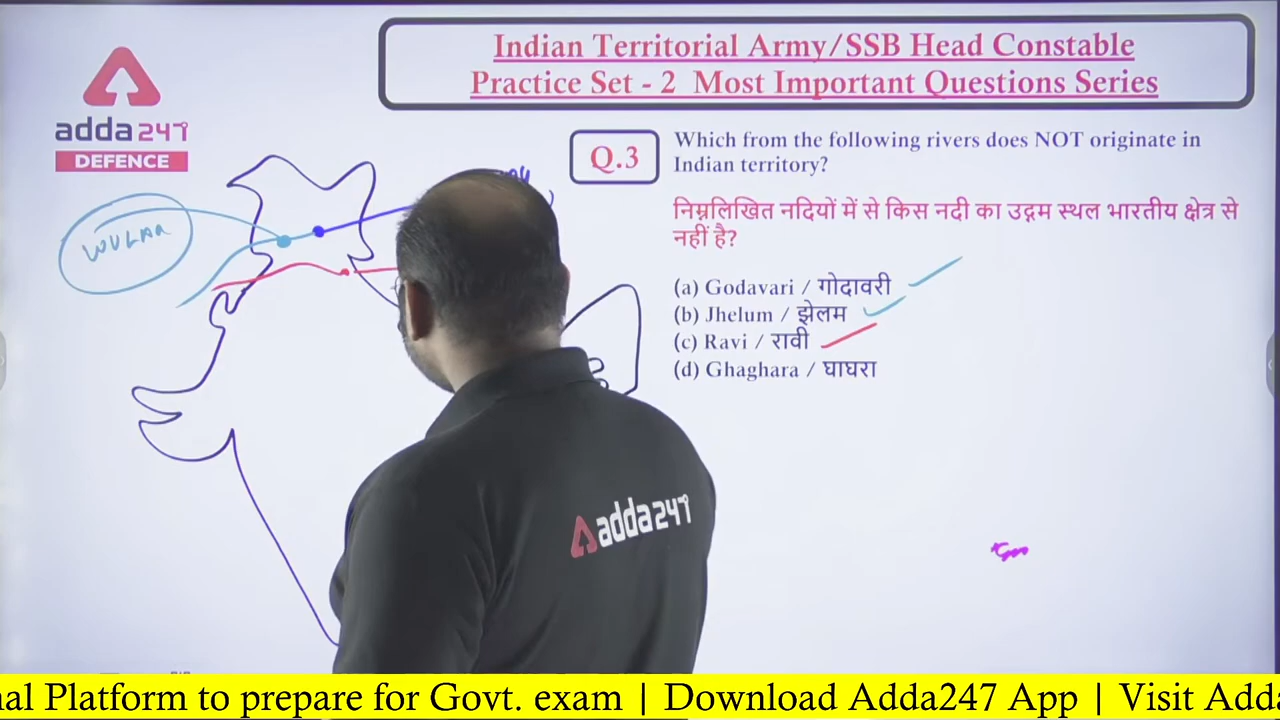 Indian Territorial Army/SSB Head Constable
Practice Set - 2 Most Important Questions Series
adda247
DEFENCE
Q.3
Which from the following rivers does NOT originate in
Indian territory?
निम्नलिखित नदियों में से किस नदी का उद्गम स्थल भारतीय क्षेत्र से
नहीं है?
WULAR
(a) Godavari / गोदावरी
(b) Jhelum / झेलम
(c) Ravi / रावी
(d) Ghaghara / घाघरा
adda247
nal Platform to prepare for Govt. exam | Download Adda247 App | Visit Adda